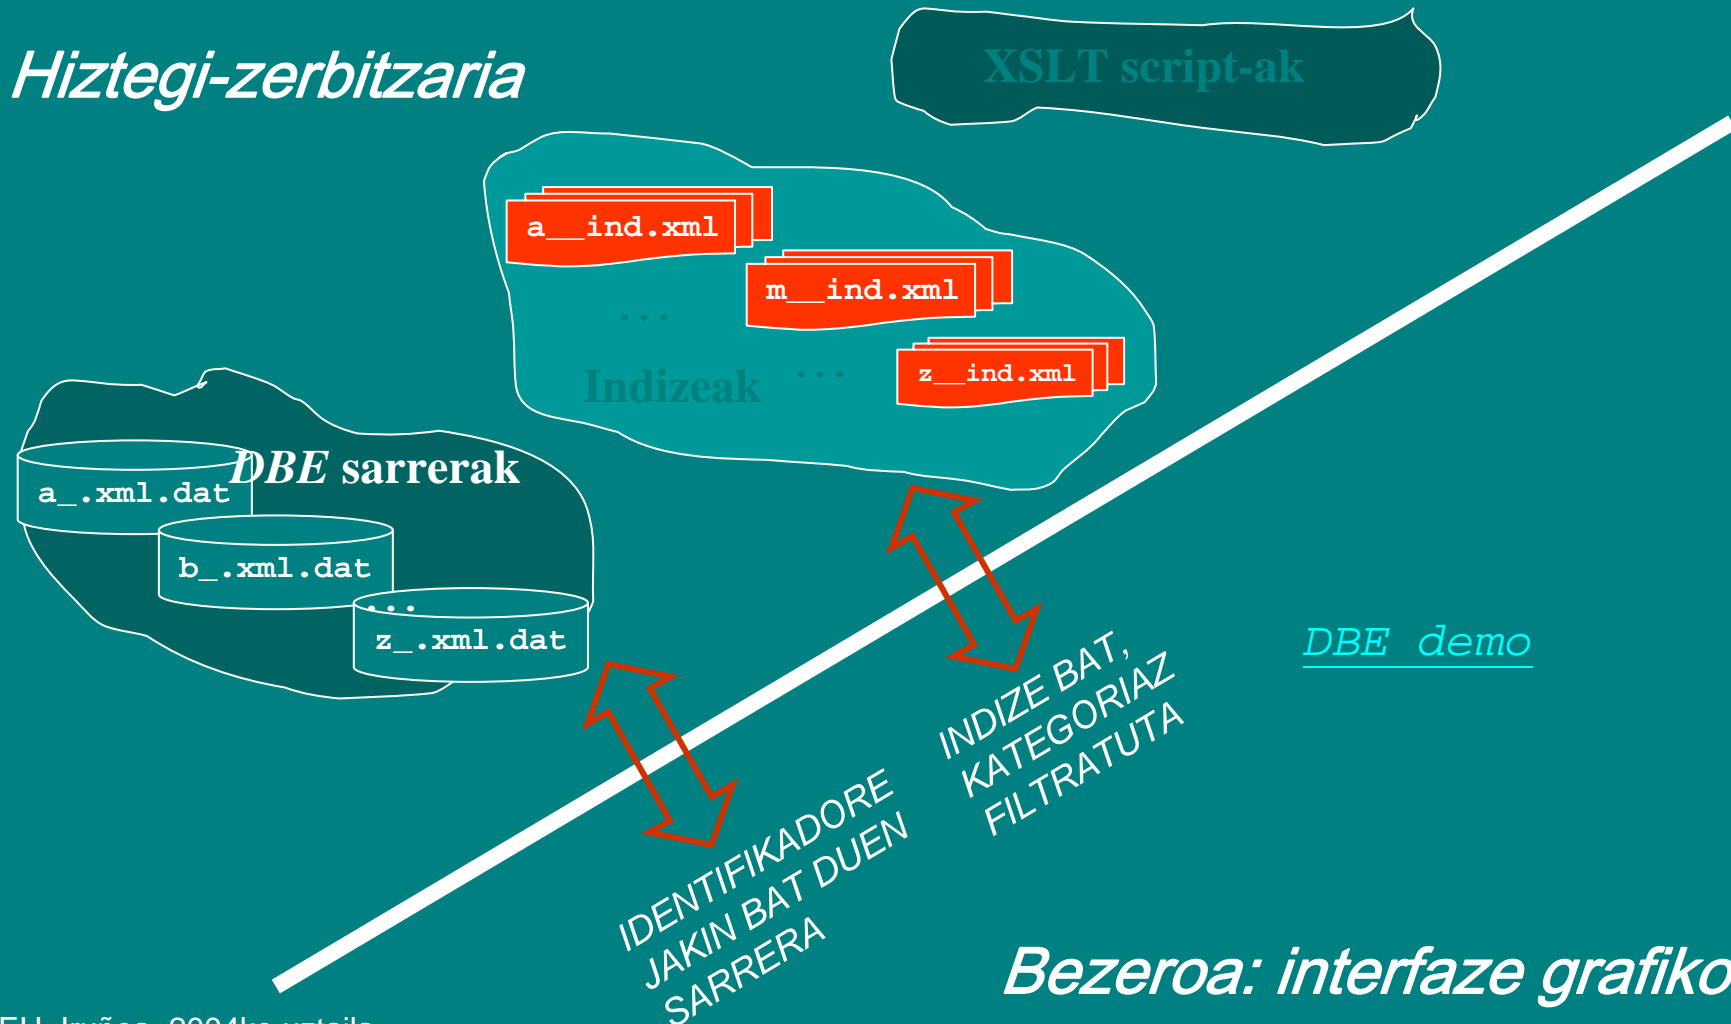 Hiztegi-zerbitzaria
XSLT script-ak
a__ind.xml
m__ind.xml
...
Indizeak
...
z__ind.xml
DBE sarrerak
a_.xml.dat
b_.xml.dat
...
z_.xml.dat
INDIZE BAT,
KATEGORIAZ
FILTRATUTA
DBE demo
IDENTIFIKADORE
JAKIN BAT DUEN
SARRERA
Bezeroa: interfaze grafiko